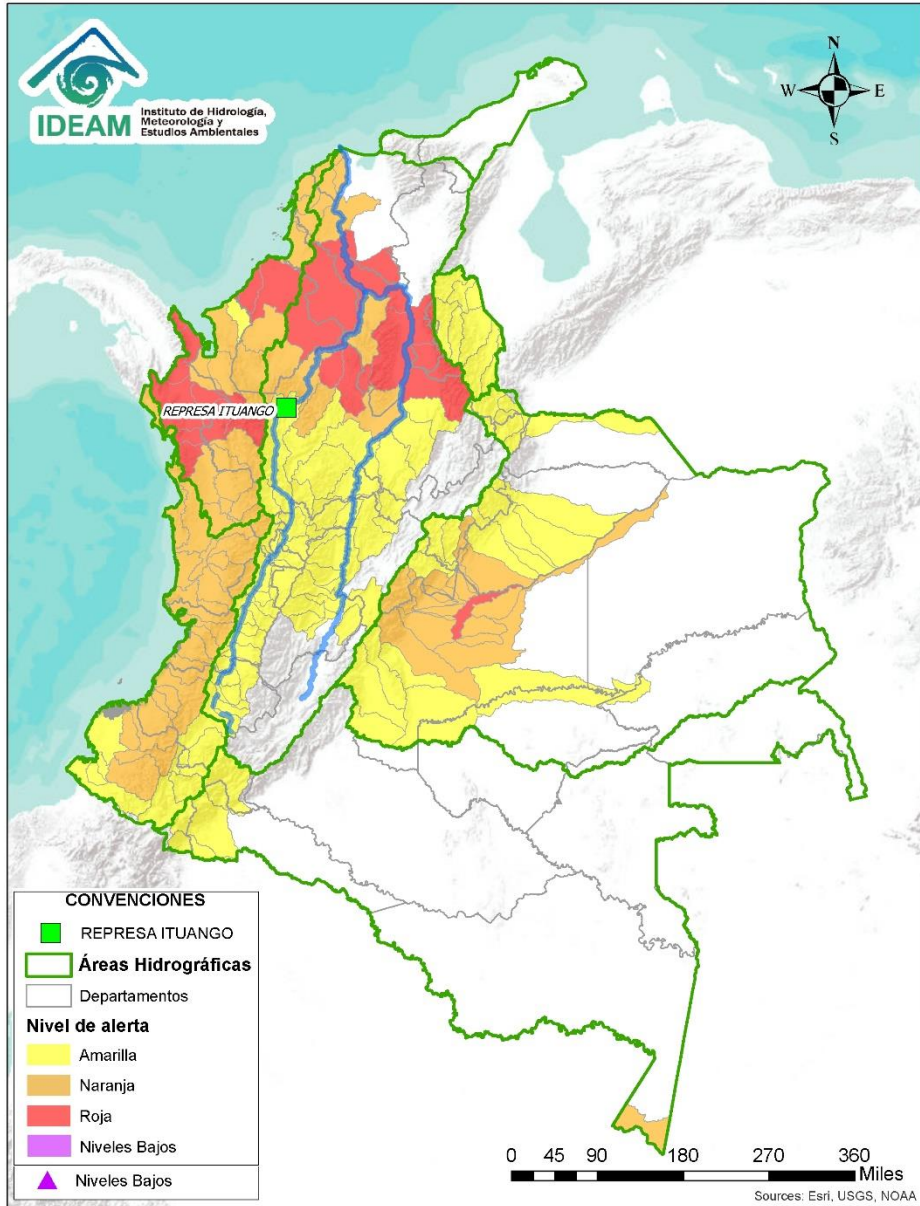 IDEAM
Instituto de Hidrología,
Meteorología y
Estudios Ambientales
N
W
E
S
REPRESA ITUANGO
CONVENCIONES
REPRESA ITUANGO
Áreas Hidrográficas
Departamentos
Nivel de alerta
Amarilla
Naranja
Roja
Niveles Bajos
Niveles Bajos
0 45 90 180 270 360
Miles
Sources: Esri, USGS, NOAA